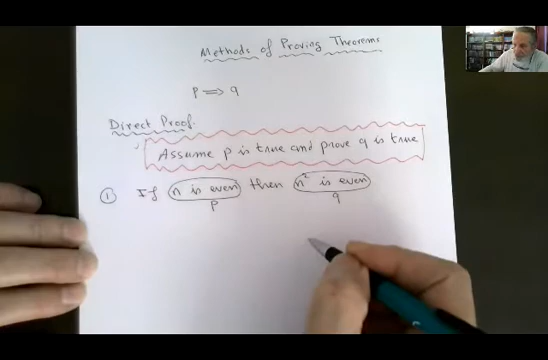 Methods of Proving Theorems
p ⟹ q
Direct Proof.
Assume p is true and prove q is true
① If n is even then n² is even
p q